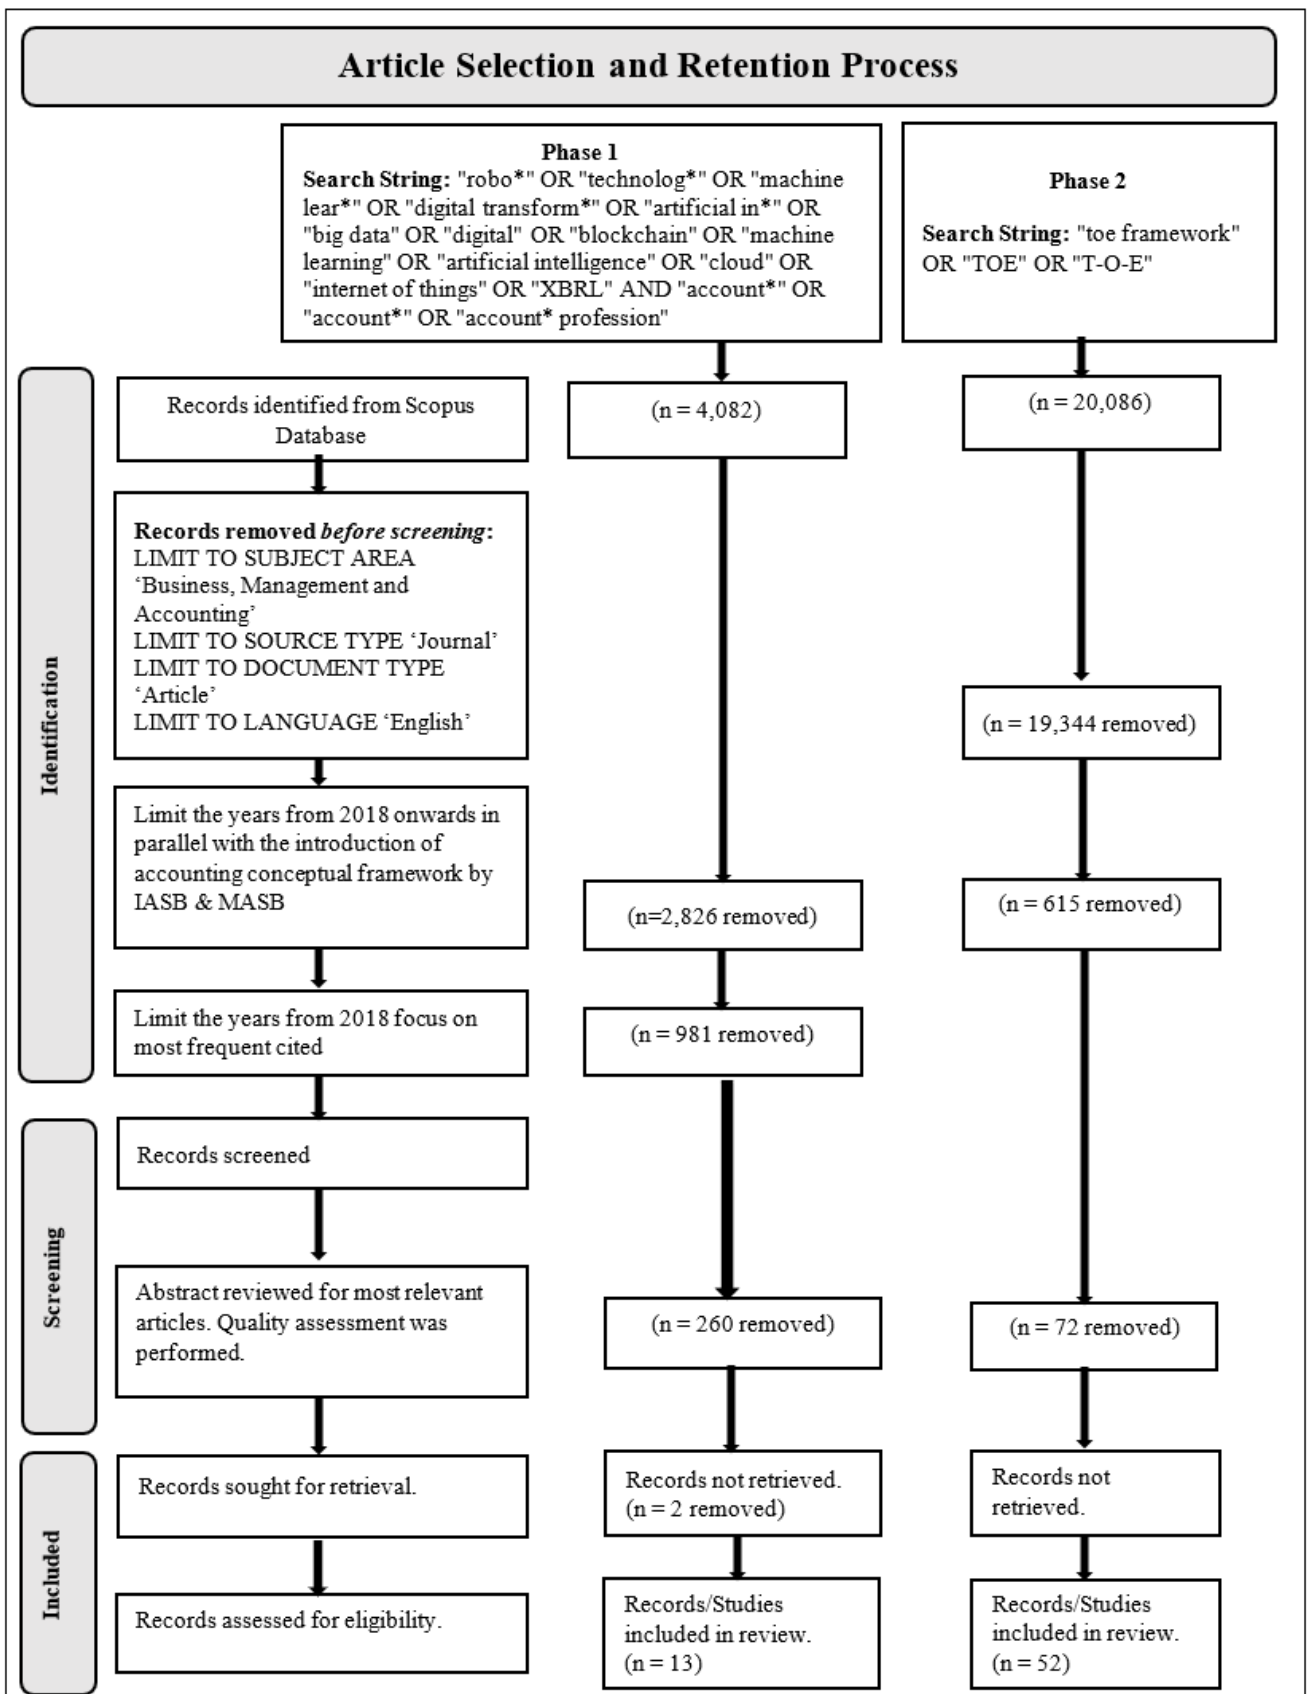 Article Selection and Retention Process
Phase 1
Search String: "robo*" OR "technolog*" OR "machine
lear*" OR "digital transform*" OR "artificial in*" OR
"big data" OR "digital" OR "blockchain" OR "machine
learning" OR "artificial intelligence" OR "cloud" OR
"internet of things" OR "XBRL" AND "account*" OR
"account*" OR "account* profession"
Phase 2
Search String: "toe framework"
OR "TOE" OR "T-O-E"
Identification
Records identified from Scopus
Database
(n = 4,082)
(n = 20,086)
Records removed before screening:
LIMIT TO SUBJECT AREA
‘Business, Management and
Accounting’
LIMIT TO SOURCE TYPE ‘Journal’
LIMIT TO DOCUMENT TYPE
‘Article’
LIMIT TO LANGUAGE ‘English’
(n = 19,344 removed)
Limit the years from 2018 onwards in
parallel with the introduction of
accounting conceptual framework by
IASB & MASB
(n=2,826 removed)
(n = 615 removed)
Limit the years from 2018 focus on
most frequent cited
(n = 981 removed)
Screening
Records screened
Abstract reviewed for most relevant
articles. Quality assessment was
performed.
(n = 260 removed)
(n = 72 removed)
Included
Records sought for retrieval.
Records not retrieved.
(n = 2 removed)
Records not
retrieved.
Records assessed for eligibility.
Records/Studies
included in review.
(n = 13)
Records/Studies
included in review.
(n = 52)